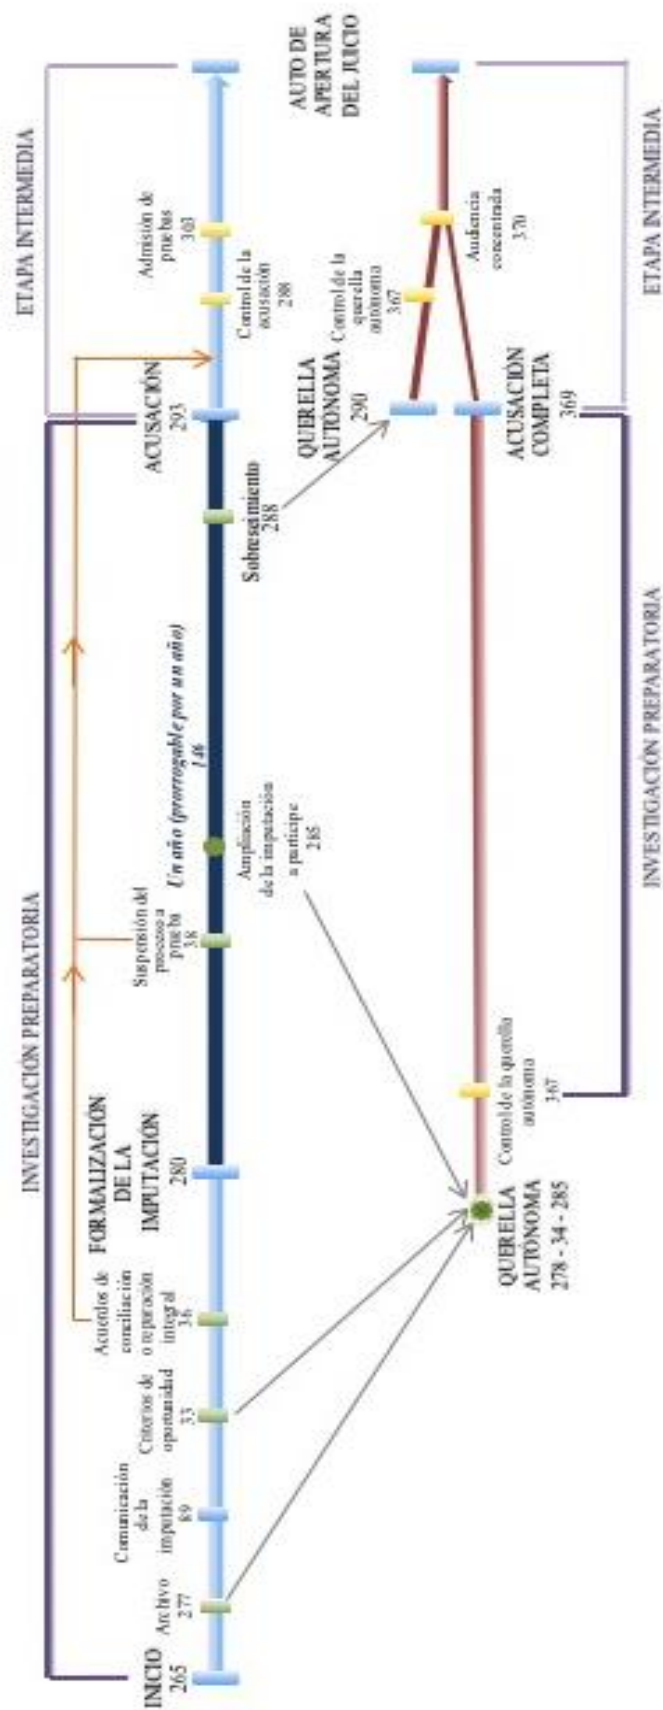 INVESTIGACIÓN PREPARATORIA
ETAPA INTERMEDIA
INICIO
265
Archivo
277
Comunicación
de la
imputación
89
Criterios de
oportunidad
33
Acuerdos de
conciliación
o reparación
integral
36
FORMALIZACIÓN
DE LA
IMPUTACIÓN
280
Suspensión del
proceso a
prueba
38
Un año (prorrogable por un año)
146
Ampliación
de la imputación
a partícipe
285
Sobreseimiento
288
ACUSACIÓN
293
Control de la
acusación
288
Admisión de
pruebas
303
AUTO DE
APERTURA
DEL JUICIO
QUERELLA
AUTÓNOMA
278 - 34 - 285
Control de la querella
autónoma
367
QUERELLA
AUTÓNOMA
290
Control de la
querella
autónoma
367
ACUSACIÓN
COMPLETA
369
Audiencia
concentrada
370
INVESTIGACIÓN PREPARATORIA
ETAPA INTERMEDIA